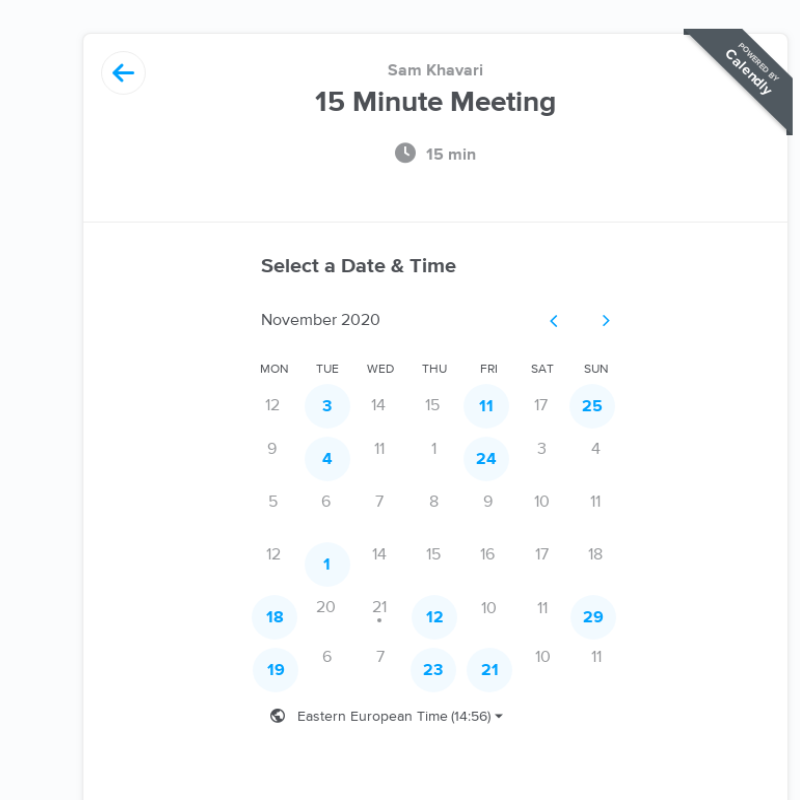 POWERED BY
Calendly
Sam Khavari
15 Minute Meeting
15 min
Select a Date & Time
November 2020
MON TUE WED THU FRI SAT SUN
12 3 14 15 11 17 25
9 4 11 1 24 3 4
5 6 7 8 9 10 11
12 1 14 15 16 17 18
18 20 21 12 10 11 29
19 6 7 23 21 10 11
Eastern European Time (14:56)